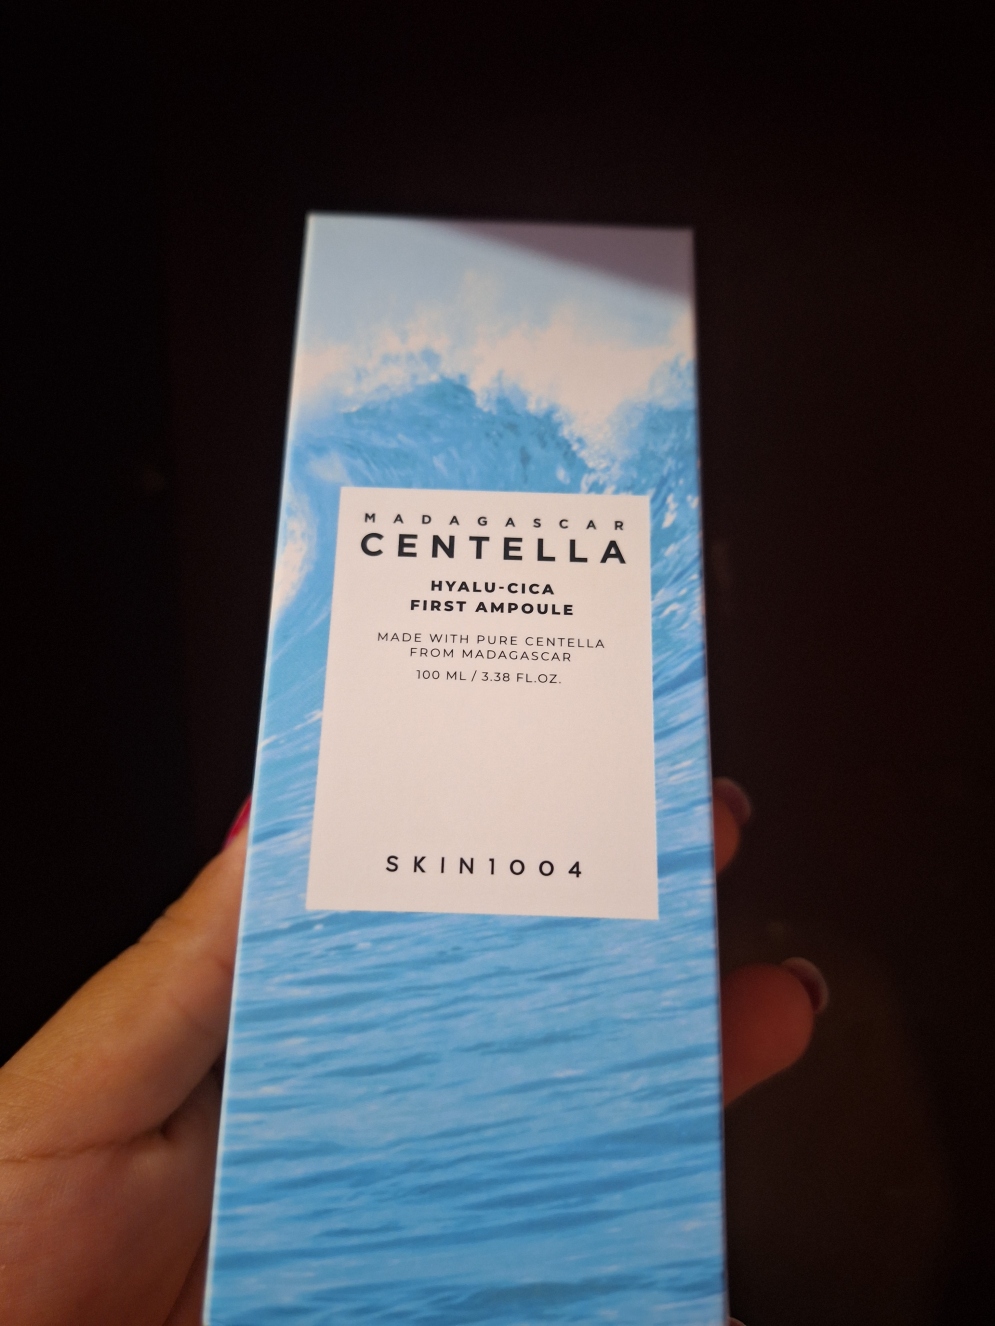 MADAGASCAR
CENTELLA
HYALU-CICA
FIRST AMPOULE
MADE WITH PURE CENTELLA
FROM MADAGASCAR
100 ML / 3.38 FL.OZ.
SKIN1004